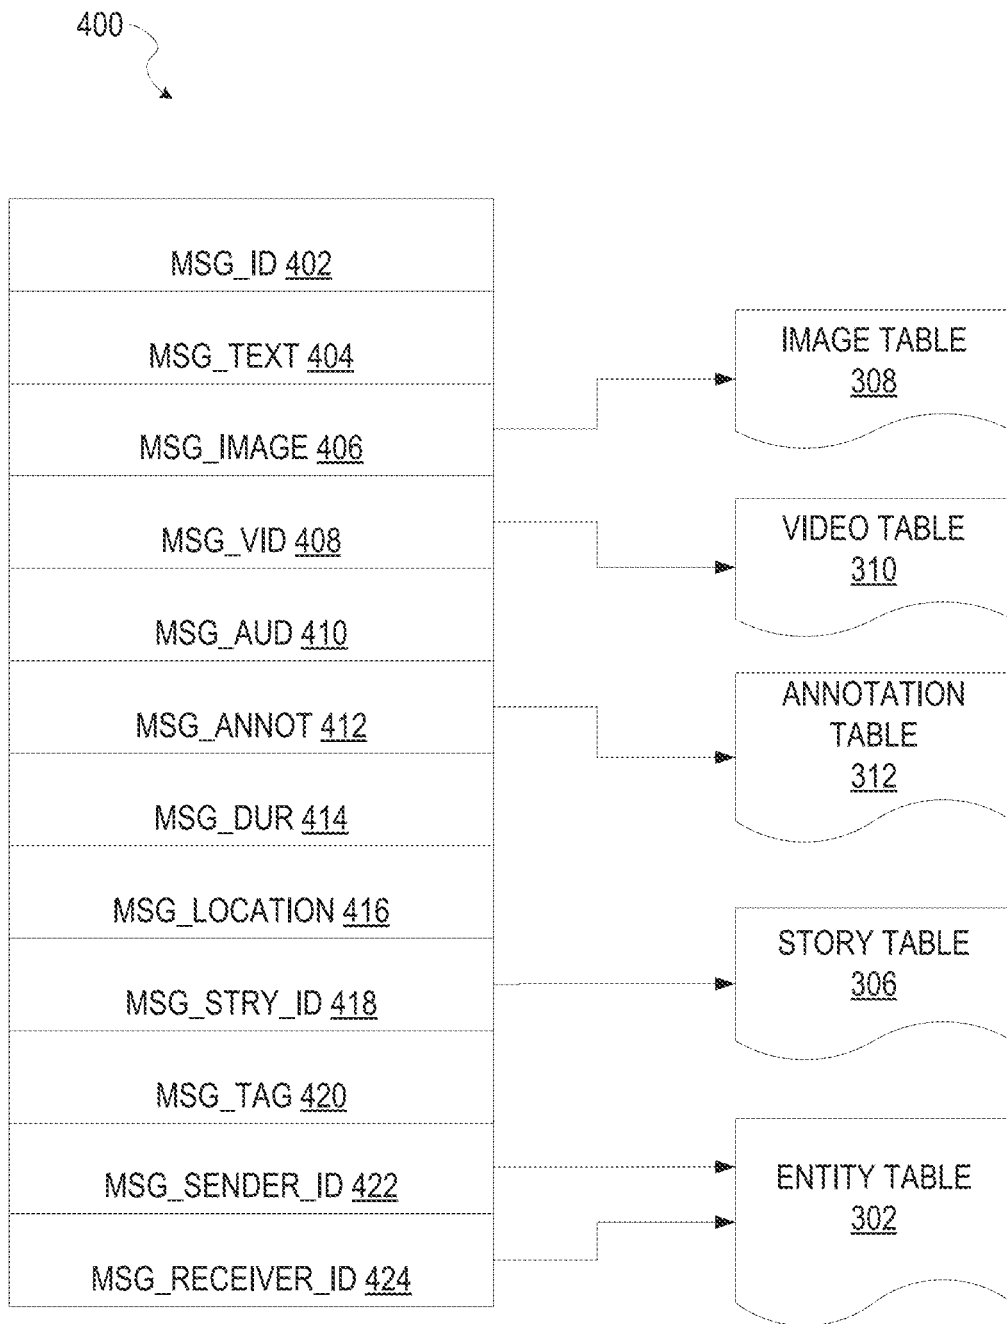 400
MSG_ID 402
MSG_TEXT 404
MSG_IMAGE 406
MSG_VID 408
MSG_AUD 410
MSG_ANNOT 412
MSG_DUR 414
MSG_LOCATION 416
MSG_STRY_ID 418
MSG_TAG 420
MSG_SENDER_ID 422
MSG_RECEIVER_ID 424
IMAGE TABLE
308
VIDEO TABLE
310
ANNOTATION
TABLE
312
STORY TABLE
306
ENTITY TABLE
302